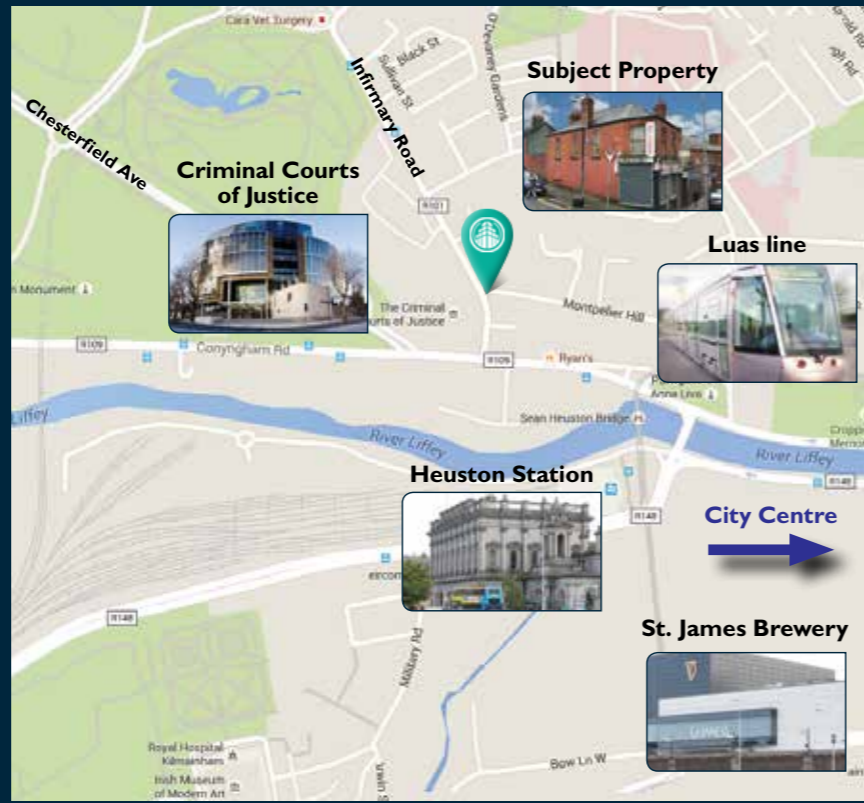 Cara Vet Surgery
Black St
Sullivan St
O'Devaney Gardens
Infirmary Road
Chesterfield Ave
Subject Property
Criminal Courts
of Justice
R101
Luas line
Monument
The Criminal
Courts of Justice
Montpelier Hill
R109
Conyngham Rd
R109
Ryan's
Anna Livia
Sean Heuston Bridge
Liffey
River Liffey
River Liffey
R148
Heuston Station
R148
City Centre
eircom
R148
Military Rd
St. James Brewery
GUINNESS
Royal Hospital
Kilmainham
Irish Museum
of Modern Art
Bow Ln W